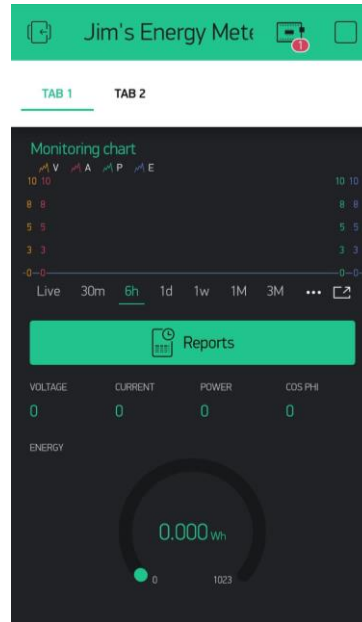 Jim's Energy Mete
1
TAB 1 TAB 2
Monitoring chart
V A P E
10 10 10 10
8 8 8 8
5 5 5 5
3 3 3 3
0 0 0 0
Live 30m 6h 1d 1w 1M 3M ...
Reports
VOLTAGE CURRENT POWER COS PHI
0 0 0 0
ENERGY
0.000 Wh
0 1023